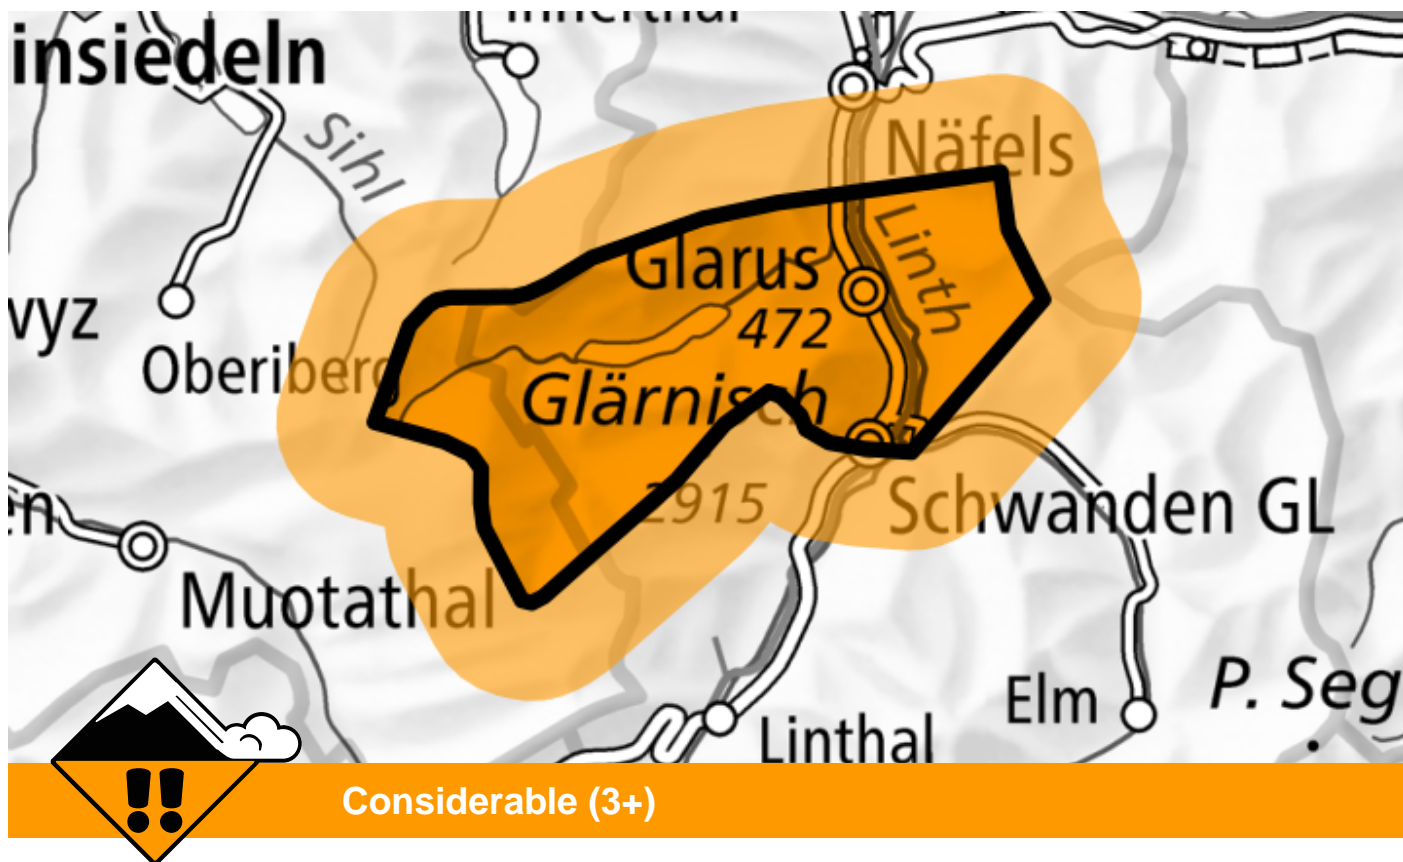 insiedeln
Sihl
Näfels
Linth
Glarus
472
Oberiberg
Glärnisch
2915
Schwanden GL
Muotathal
Elm
P. Seg
Linthal
!!
Considerable (3+)